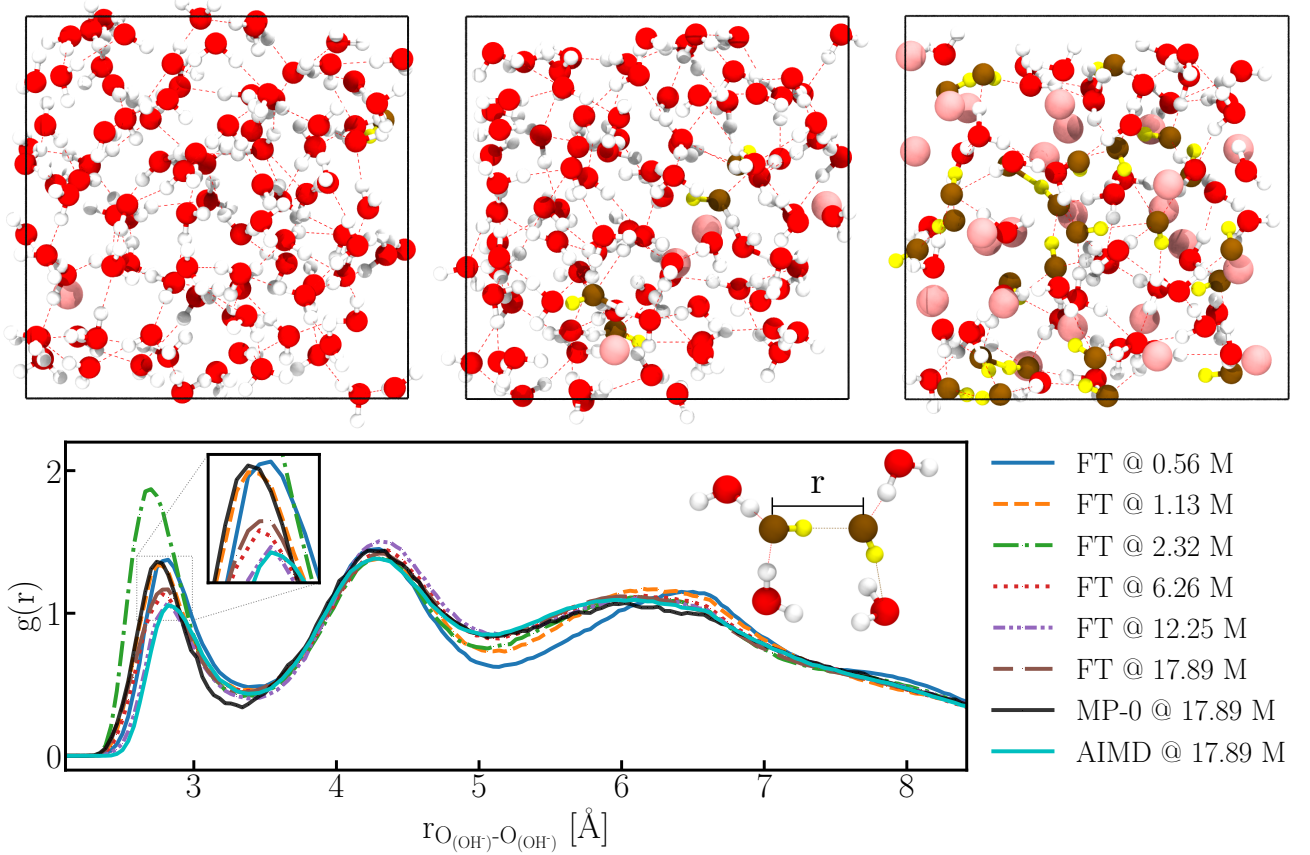 2
1
0
g(r)
r
3 4 5 6 7 8
r_O(OH⁻)-O(OH⁻) [Å]
FT @ 0.56 M
FT @ 1.13 M
FT @ 2.32 M
FT @ 6.26 M
FT @ 12.25 M
FT @ 17.89 M
MP-0 @ 17.89 M
AIMD @ 17.89 M